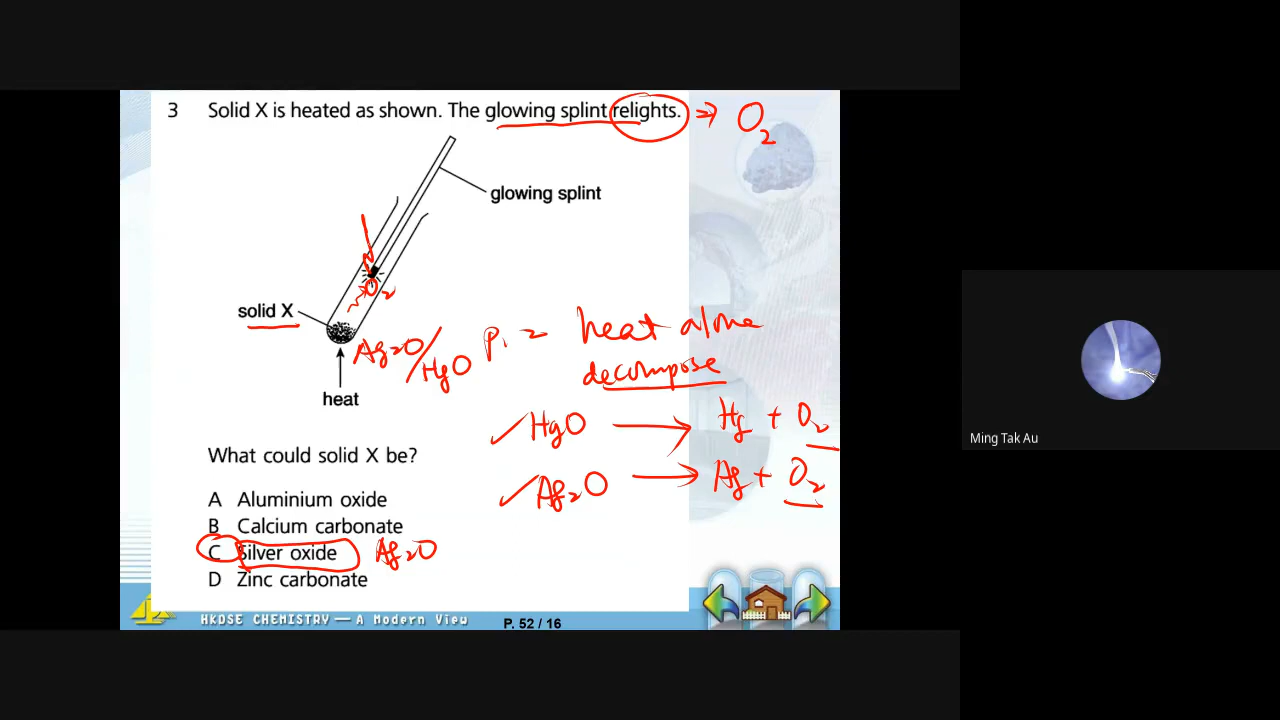 3 Solid X is heated as shown. The glowing splint relights. ⇒ O₂
glowing splint
O₂
solid X
Ag₂O/HgO P. 2 heat alone
decompose
heat
✓HgO → Hg + O₂
What could solid X be?
✓Ag₂O → Ag + O₂
A Aluminium oxide
B Calcium carbonate
C Silver oxide Ag₂O
D Zinc carbonate
HKDSE CHEMISTRY — A Modern View P. 52 / 16
Ming Tak Au